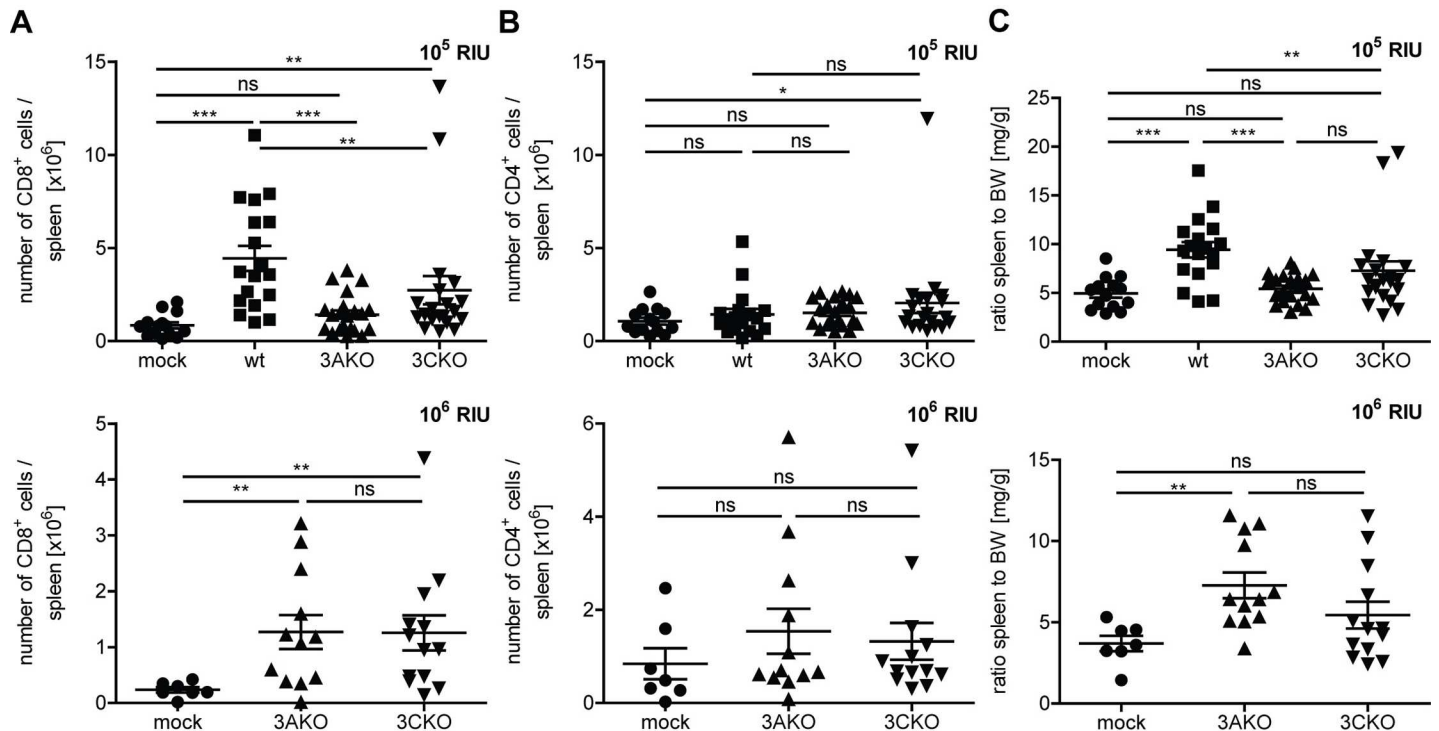 A
10⁵ RIU
number of CD8⁺ cells /
spleen [x10⁶]
15
10
5
0
**
ns
*** ***
**
mock wt 3AKO 3CKO
B
10⁵ RIU
number of CD4⁺ cells /
spleen [x10⁶]
15
10
5
0
ns
*
ns
ns ns
mock wt 3AKO 3CKO
C
10⁵ RIU
ratio spleen to BW [mg/g]
25
20
15
10
5
0
**
ns
ns
*** *** ns
mock wt 3AKO 3CKO
10⁶ RIU
number of CD8⁺ cells /
spleen [x10⁶]
5
4
3
2
1
0
**
** ns
mock 3AKO 3CKO
10⁶ RIU
number of CD4⁺ cells /
spleen [x10⁶]
6
4
2
0
ns
ns ns
mock 3AKO 3CKO
10⁶ RIU
ratio spleen to BW [mg/g]
15
10
5
0
ns
** ns
mock 3AKO 3CKO